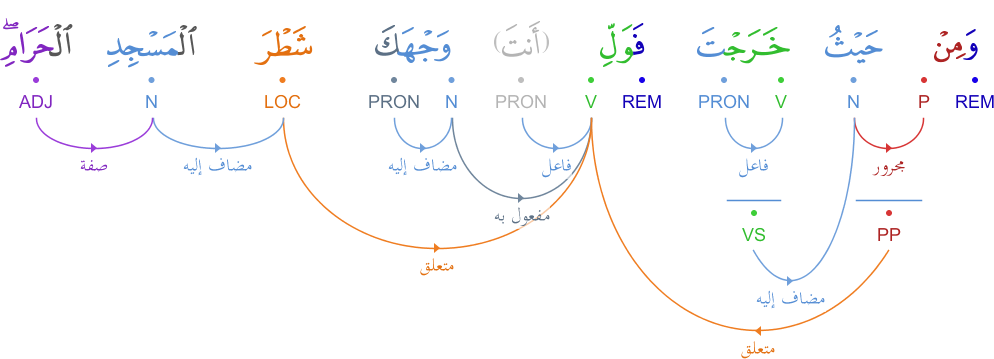 وَمِنْ حَيْثُ خَرَجْتَ فَوَلِّ (أَنتَ) وَجْهَكَ شَطْرَ ٱلْمَسْجِدِ ٱلْحَرَامِ ۖ
REM P N V PRON REM V PRON N PRON LOC N ADJ
مجرور فاعل فاعل مضاف إليه مضاف إليه صفة
مفعول به
PP VS
متعلق
مضاف إليه
متعلق